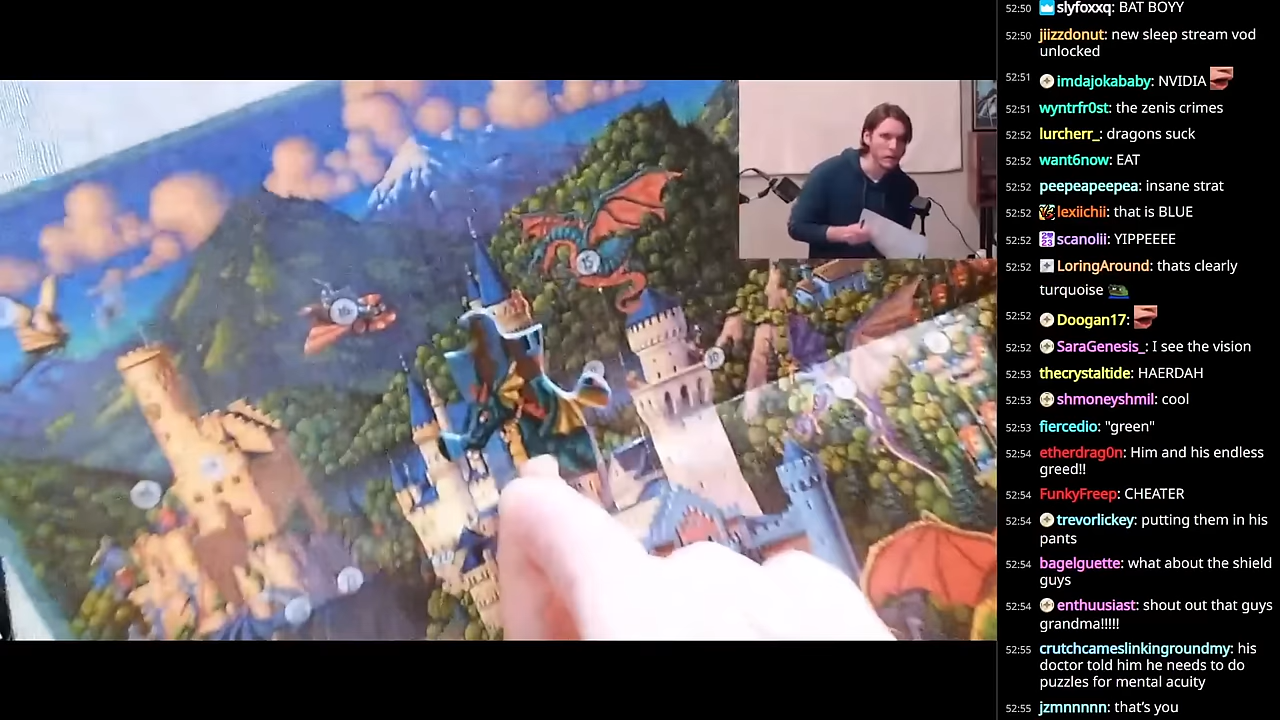 52:50 slyfoxxq: BAT BOYY
52:50 jiizzdonut: new sleep stream vod
unlocked
52:51 imdajokababy: NVIDIA
52:51 wyntrfr0st: the zenis crimes
52:52 lurcherr_: dragons suck
52:52 want6now: EAT
52:52 peepeapeepea: insane strat
52:52 lexiichii: that is BLUE
52:52 scanolii: YIPPEEEE
52:52 LoringAround: thats clearly
turquoise
52:52 Doogan17:
52:52 SaraGenesis_: I see the vision
52:53 thecrystaltide: HAERDAH
52:53 shmoneyshmil: cool
52:53 fiercedio: "green"
52:54 etherdrag0n: Him and his endless
greed!!
52:54 FunkyFreep: CHEATER
52:54 trevorlickey: putting them in his
pants
52:54 bagelguette: what about the shield
guys
52:54 enthuusiast: shout out that guys
grandma!!!!!
52:55 crutchcameslinkingroundmy: his
doctor told him he needs to do
puzzles for mental acuity
52:55 jzmnnnnn: that's you
15
10